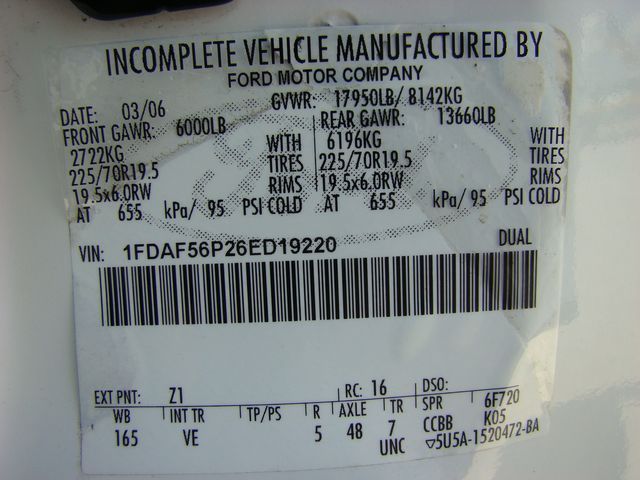 INCOMPLETE VEHICLE MANUFACTURED BY
FORD MOTOR COMPANY
DATE: 03/06 GVWR: 17950LB/ 8142KG
FRONT GAWR: 6000LB REAR GAWR: 13660LB
2722KG WITH 6196KG WITH
225/70R19.5 TIRES 225/70R19.5 TIRES
19.5x6.0RW RIMS 19.5x6.0RW RIMS
AT 655 kPa/ 95 PSI COLD AT 655 kPa/ 95 PSI COLD
VIN: 1FDAF56P26ED19220 DUAL
EXT PNT: Z1 RC: 16 DSO:
WB INT TR TP/PS R AXLE TR SPR 6F720
165 VE 5 48 7 CCBB K05
UNC ▽5U5A-1520472-BA